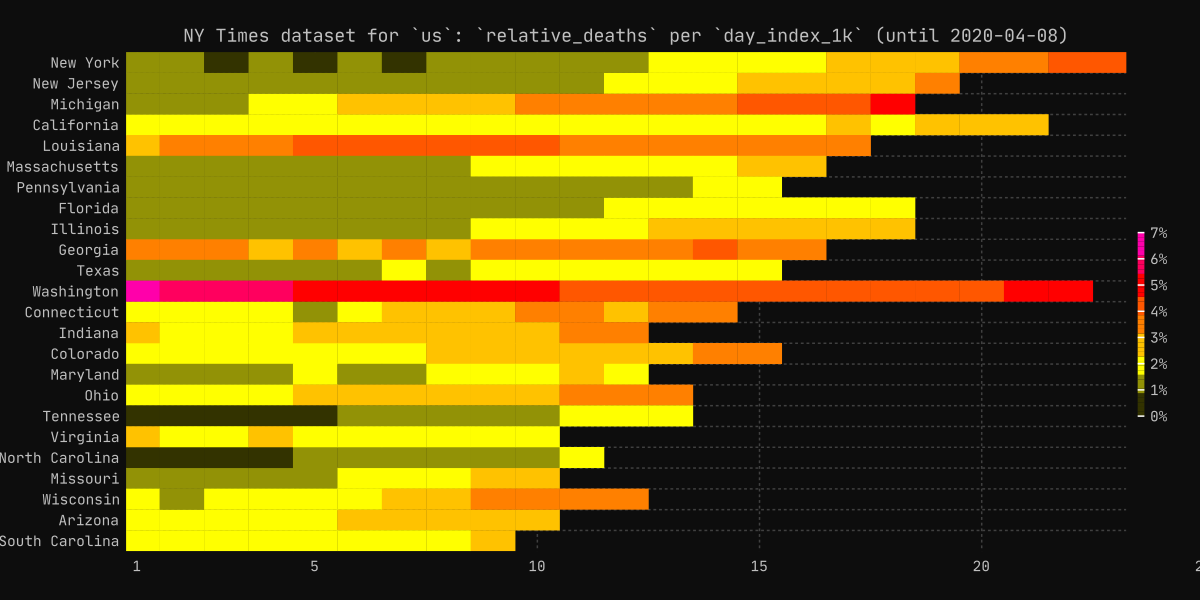 NY Times dataset for `us`: `relative_deaths` per `day_index_1k` (until 2020-04-08)
New York
New Jersey
Michigan
California
Louisiana
Massachusetts
Pennsylvania
Florida
Illinois
Georgia
Texas
Washington
Connecticut
Indiana
Colorado
Maryland
Ohio
Tennessee
Virginia
North Carolina
Missouri
Wisconsin
Arizona
South Carolina
1 5 10 15 20 2
7%
6%
5%
4%
3%
2%
1%
0%